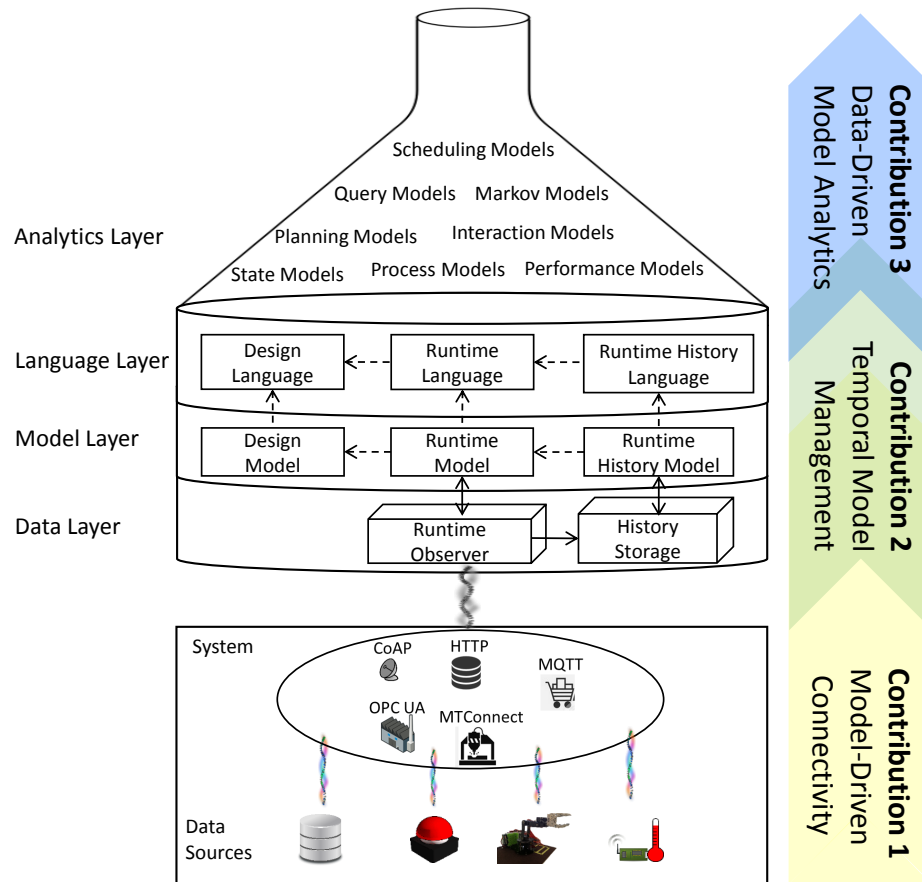 Scheduling Models
Query Models
Markov Models
Planning Models
Interaction Models
State Models
Process Models
Performance Models
Analytics Layer
Language Layer
Design
Language
Runtime
Language
Runtime History
Language
Model Layer
Design
Model
Runtime
Model
Runtime
History Model
Data Layer
Runtime
Observer
History
Storage
System
CoAP
HTTP
MQTT
OPC UA
MTConnect
Data
Sources
Contribution 3
Data-Driven
Model Analytics
Contribution 2
Temporal Model
Management
Contribution 1
Model-Driven
Connectivity